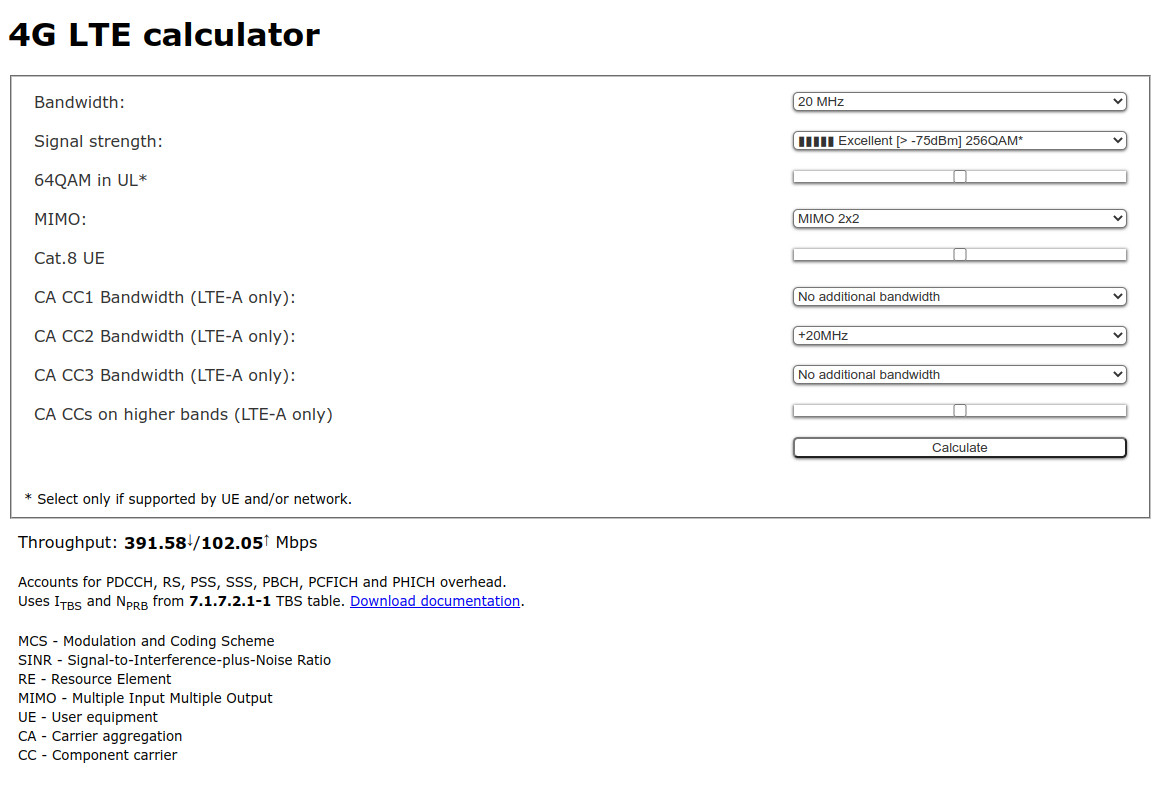 4G LTE calculator
Bandwidth: 20 MHz
Signal strength: ▮▮▮▮▮ Excellent [> -75dBm] 256QAM*
64QAM in UL*
MIMO: MIMO 2x2
Cat.8 UE
CA CC1 Bandwidth (LTE-A only): No additional bandwidth
CA CC2 Bandwidth (LTE-A only): +20MHz
CA CC3 Bandwidth (LTE-A only): No additional bandwidth
CA CCs on higher bands (LTE-A only)
Calculate
* Select only if supported by UE and/or network.
Throughput: 391.58↓/102.05↑ Mbps
Accounts for PDCCH, RS, PSS, SSS, PBCH, PCFICH and PHICH overhead.
Uses ITBS and NPRB from 7.1.7.2.1-1 TBS table. Download documentation.
MCS - Modulation and Coding Scheme
SINR - Signal-to-Interference-plus-Noise Ratio
RE - Resource Element
MIMO - Multiple Input Multiple Output
UE - User equipment
CA - Carrier aggregation
CC - Component carrier